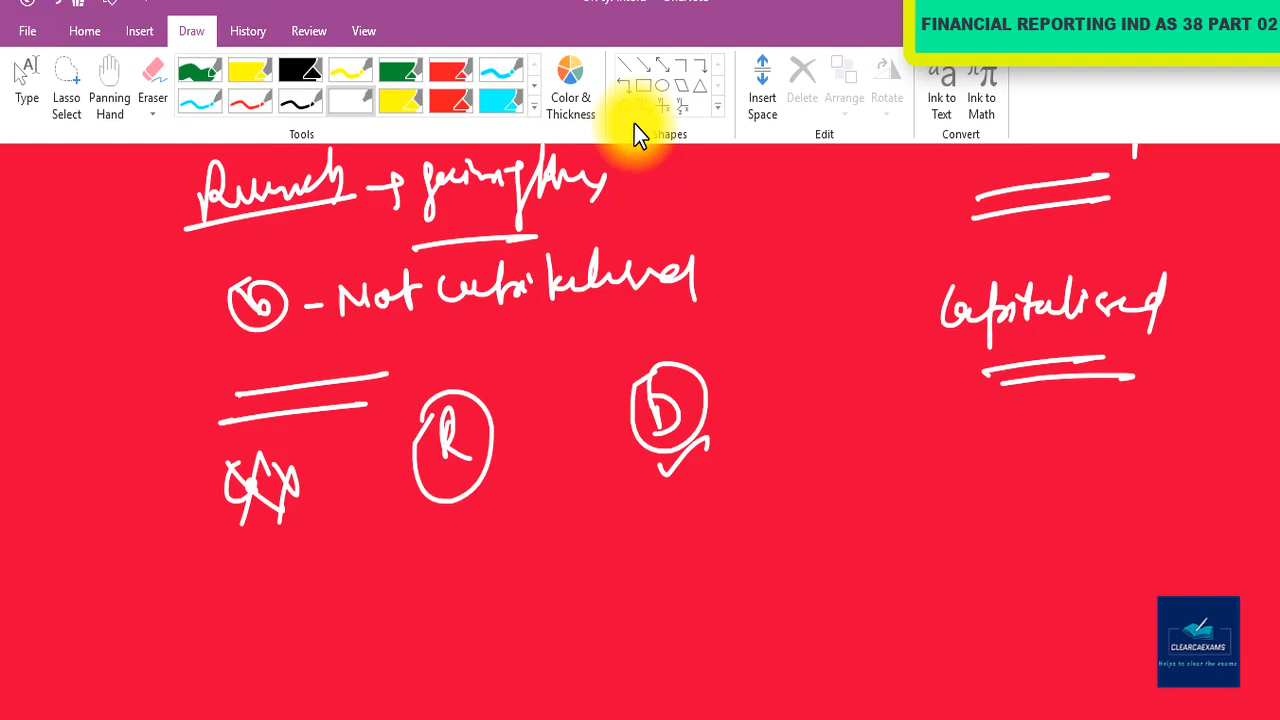 FINANCIAL REPORTING IND AS 38 PART 02
File Home Insert Draw History Review View
Type
Lasso Select
Panning Hand
Eraser
Color & Thickness
Insert Space
Delete
Arrange
Rotate
Ink to Text
Ink to Math
Tools
Shapes
Edit
Convert
Research →
- Not capitalised
Capitalised
R
D
CLEARCAEXAMS
Helps to clear the exams